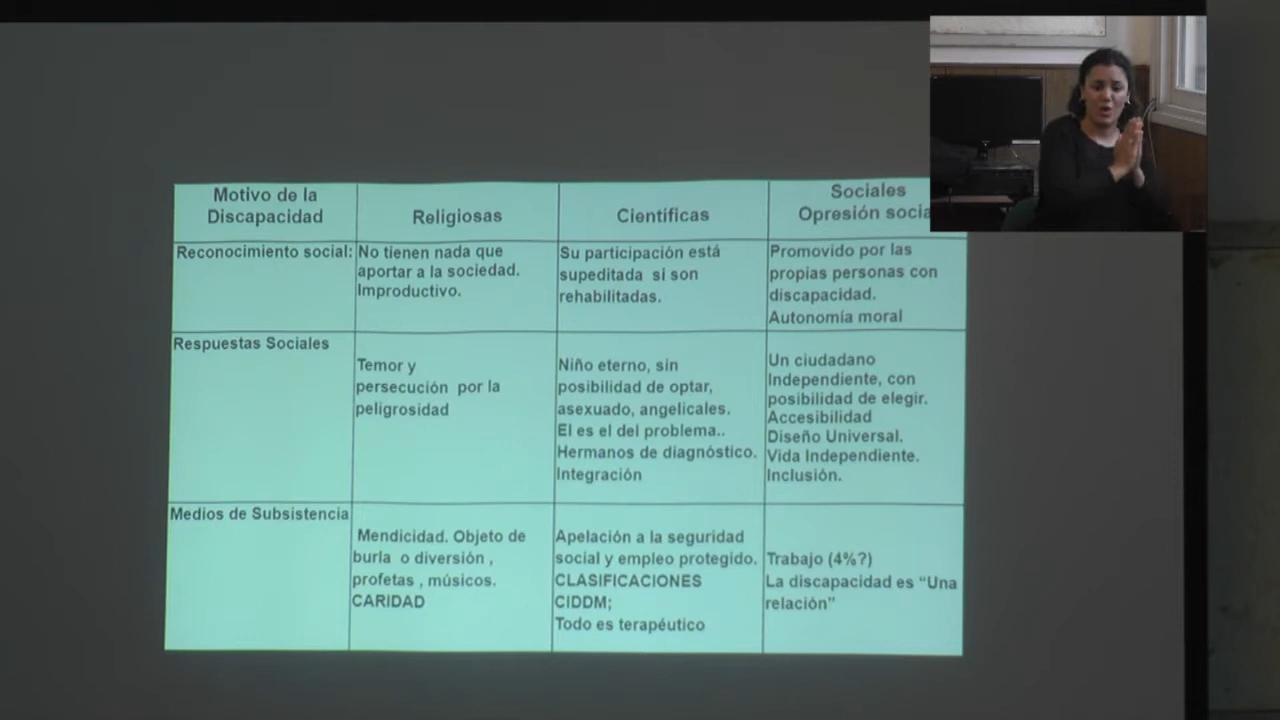 Motivo de la
Discapacidad
Religiosas
Científicas
Sociales
Opresión
Reconocimiento social:
No tienen nada que
aportar a la sociedad.
Improductivo.
Su participación está
supeditada si son
rehabilitadas.
Promovido por las
propias personas con
discapacidad.
Autonomía moral
Respuestas Sociales
Temor y
persecución por la
peligrosidad
Niño eterno, sin
posibilidad de optar,
asexuado, angelicales.
El es el del problema..
Hermanos de diagnóstico.
Integración
Un ciudadano
Independiente, con
posibilidad de elegir.
Accesibilidad
Diseño Universal.
Vida Independiente.
Inclusión.
Medios de Subsistencia
Mendicidad. Objeto de
burla o diversión ,
profetas , músicos.
CARIDAD
Apelación a la seguridad
social y empleo protegido.
CLASIFICACIONES
CIDDM;
Todo es terapéutico
Trabajo (4%?)
La discapacidad es “Una
relación”